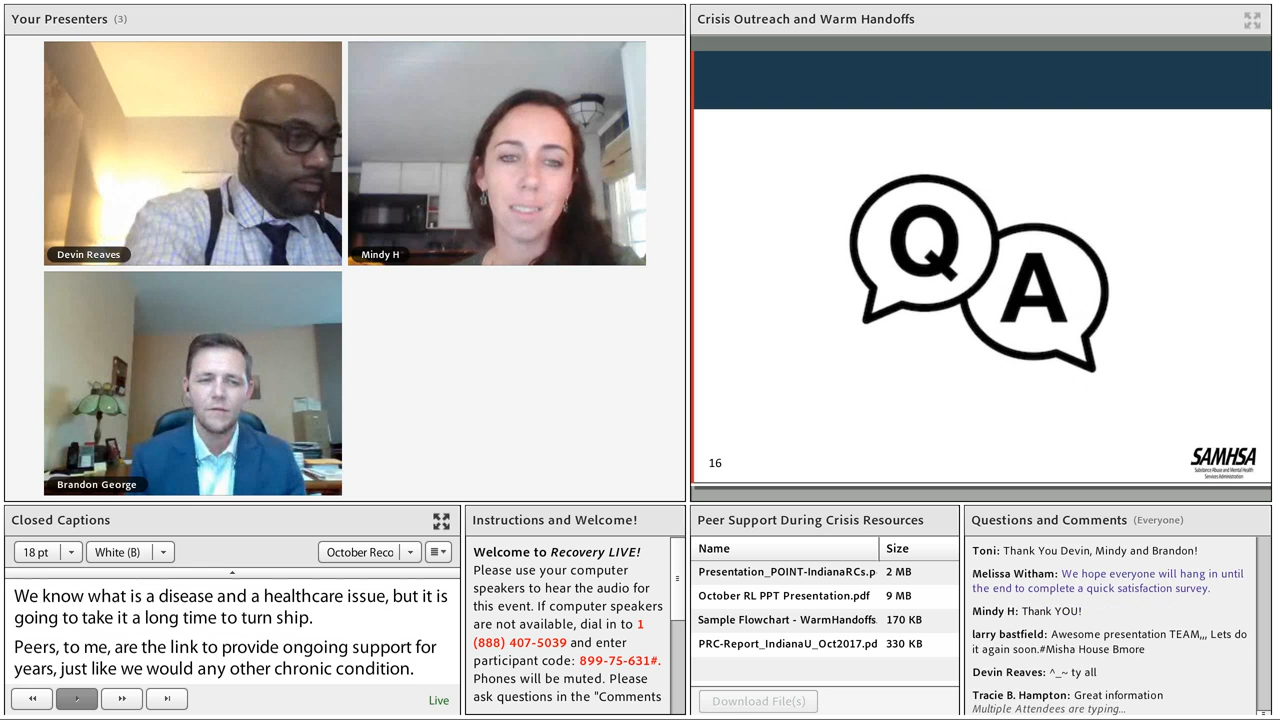 Your Presenters (3)
Devin Reaves
Mindy H
Brandon George
Crisis Outreach and Warm Handoffs
Q
A
16
SAMHSA
Substance Abuse and Mental Health
Services Administration
Closed Captions
18 pt
White (B)
October Reco
We know what is a disease and a healthcare issue, but it is
going to take it a long time to turn ship.
Peers, to me, are the link to provide ongoing support for
years, just like we would any other chronic condition.
Live
Instructions and Welcome!
Welcome to Recovery LIVE!
Please use your computer
speakers to hear the audio for
this event. If computer speakers
are not available, dial in to 1
(888) 407-5039 and enter
participant code: 899-75-631#.
Phones will be muted. Please
ask questions in the "Comments
Peer Support During Crisis Resources
Name Size
Presentation_POINT-IndianaRCs.p 2 MB
October RL PPT Presentation.pdf 9 MB
Sample Flowchart - WarmHandoffs 170 KB
PRC-Report_IndianaU_Oct2017.pd 330 KB
Download File(s)
Questions and Comments (Everyone)
Toni: Thank You Devin, Mindy and Brandon!
Melissa Witham: We hope everyone will hang in until
the end to complete a quick satisfaction survey.
Mindy H: Thank YOU!
larry bastfield: Awesome presentation TEAM,,, Lets do
it again soon.#Misha House Bmore
Devin Reaves: ^_~ ty all
Tracie B. Hampton: Great information
Multiple Attendees are typing...